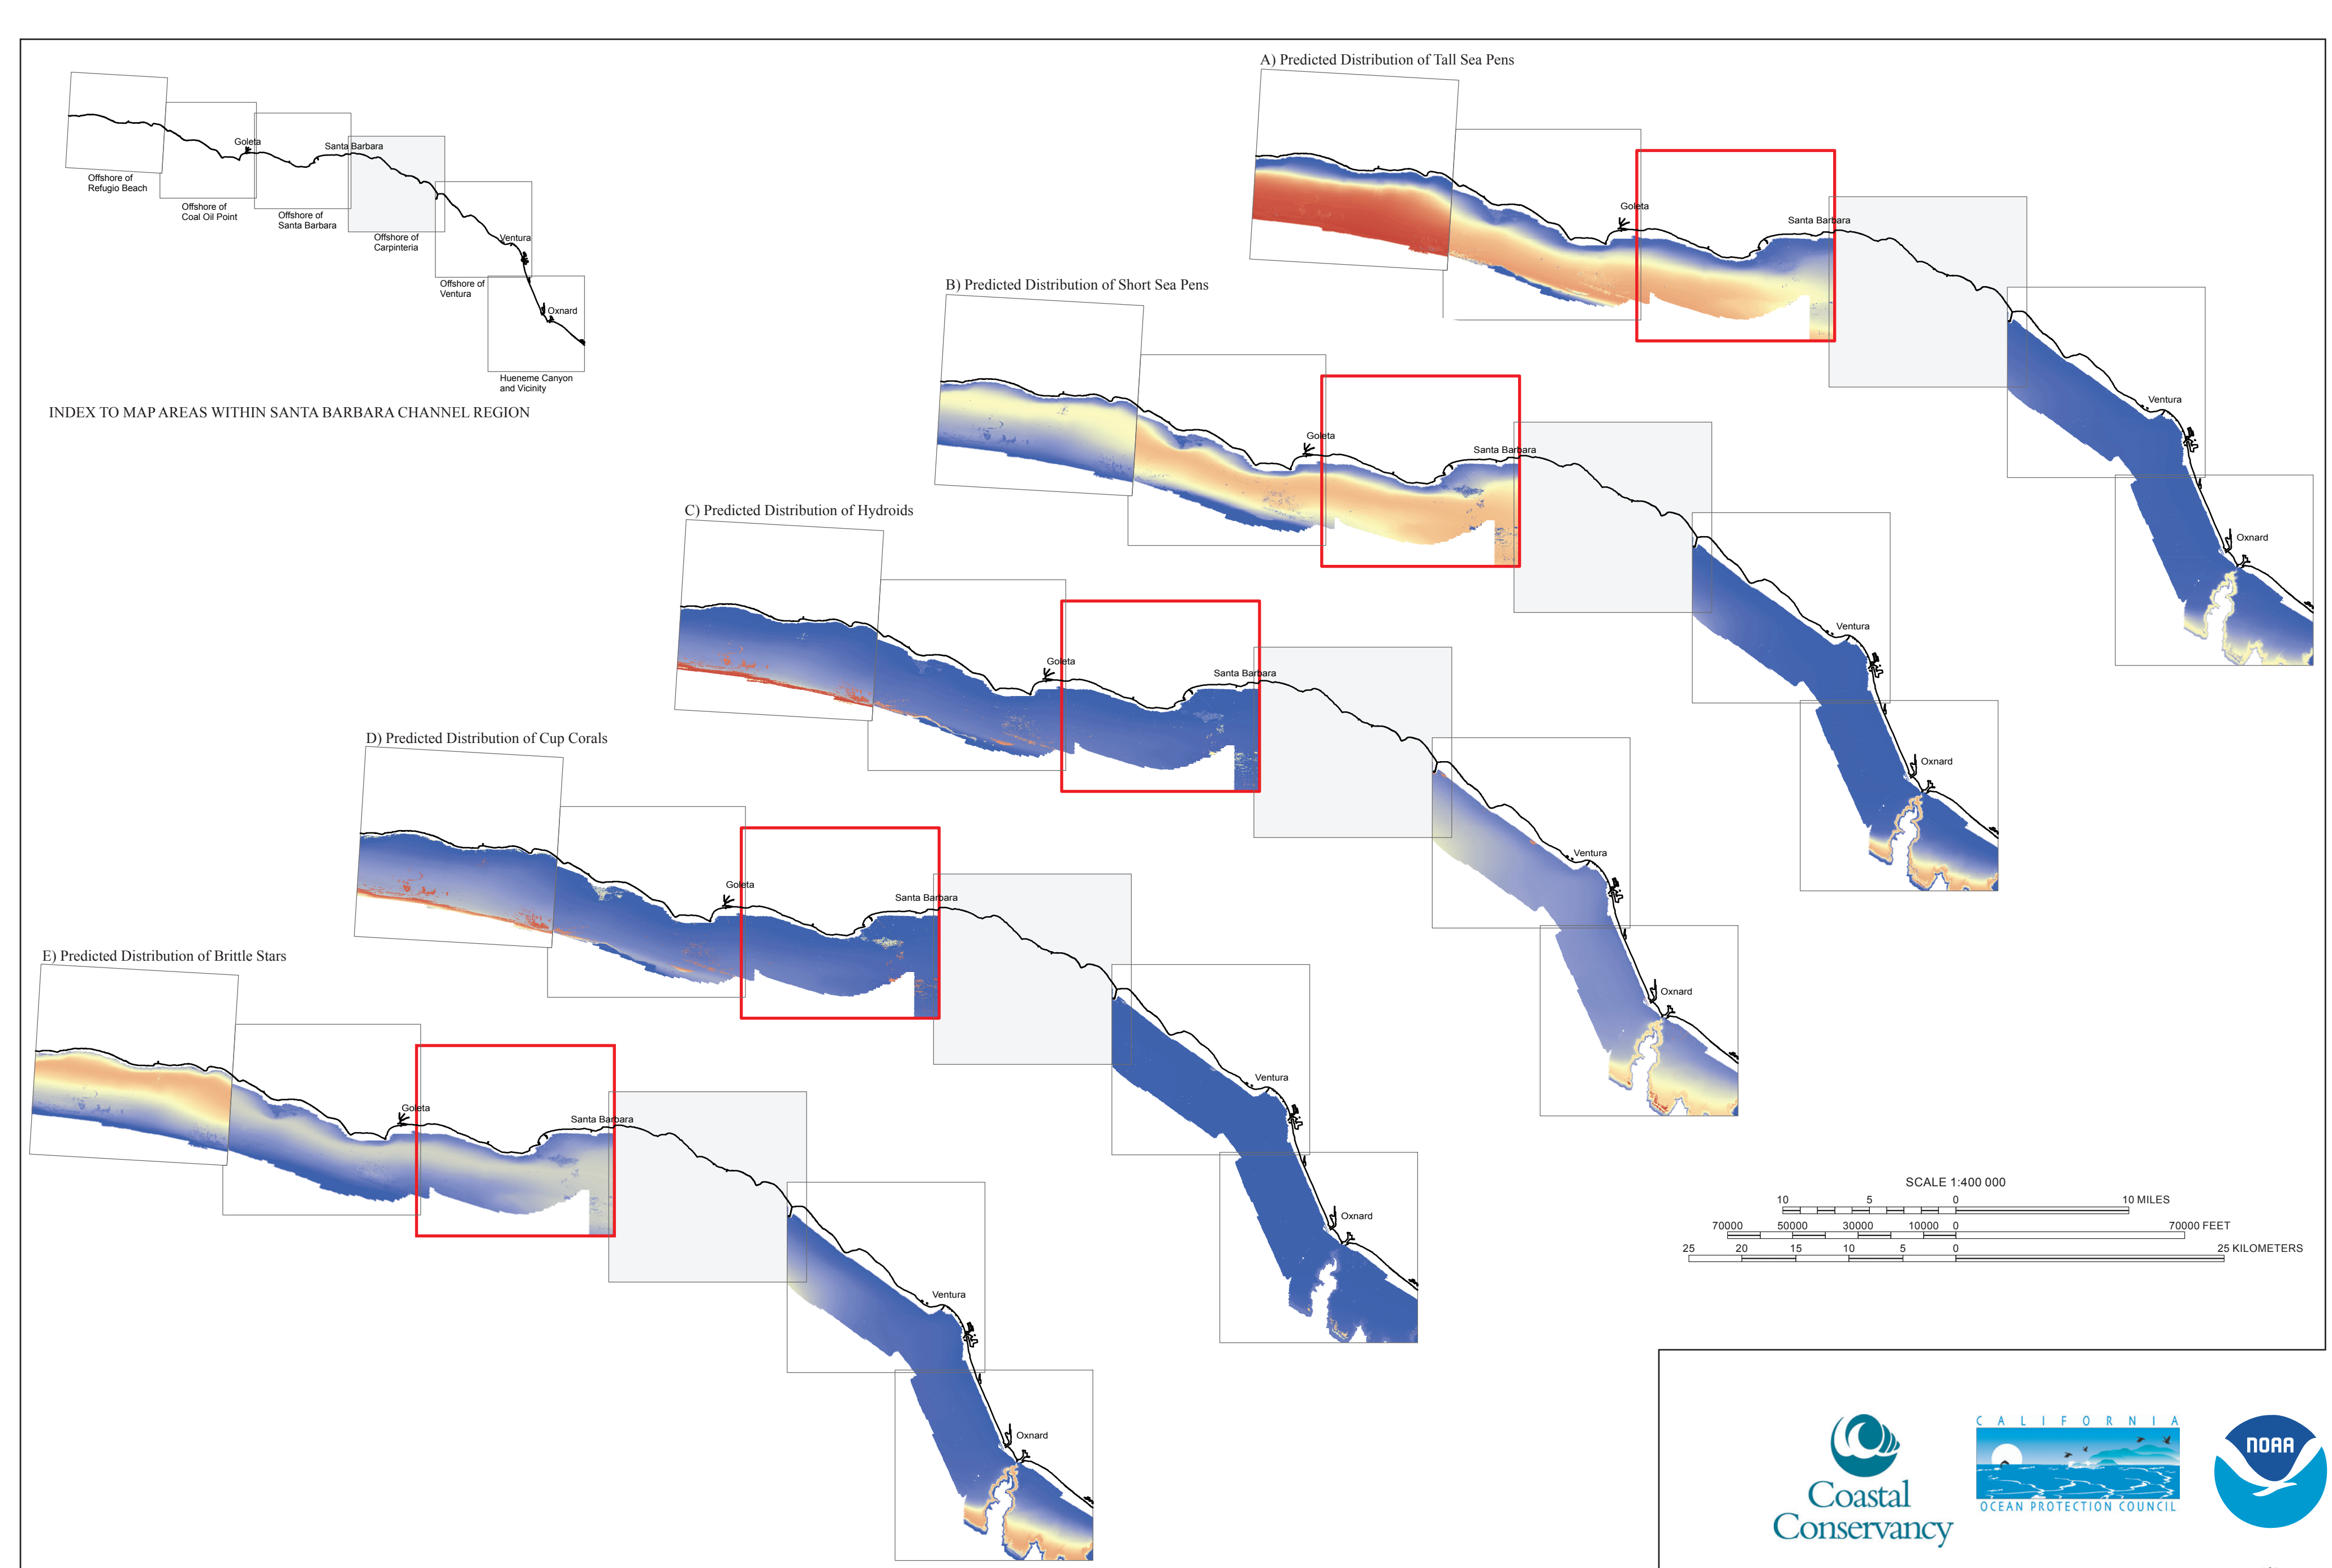 Goleta
Santa Barbara
Offshore of
Refugio Beach
Offshore of
Coal Oil Point
Offshore of
Santa Barbara
Offshore of
Carpinteria
Ventura
Offshore of
Ventura
Oxnard
Hueneme Canyon
and Vicinity
INDEX TO MAP AREAS WITHIN SANTA BARBARA CHANNEL REGION
A) Predicted Distribution of Tall Sea Pens
Goleta
Santa Barbara
Ventura
Oxnard
B) Predicted Distribution of Short Sea Pens
Goleta
Santa Barbara
Ventura
Oxnard
C) Predicted Distribution of Hydroids
Goleta
Santa Barbara
Ventura
Oxnard
D) Predicted Distribution of Cup Corals
Goleta
Santa Barbara
Ventura
Oxnard
E) Predicted Distribution of Brittle Stars
Goleta
Santa Barbara
Ventura
Oxnard
SCALE 1:400 000
10 5 0 10 MILES
70000 50000 30000 10000 0 70000 FEET
25 20 15 10 5 0 25 KILOMETERS
Coastal
Conservancy
CALIFORNIA
OCEAN PROTECTION COUNCIL
NOAA